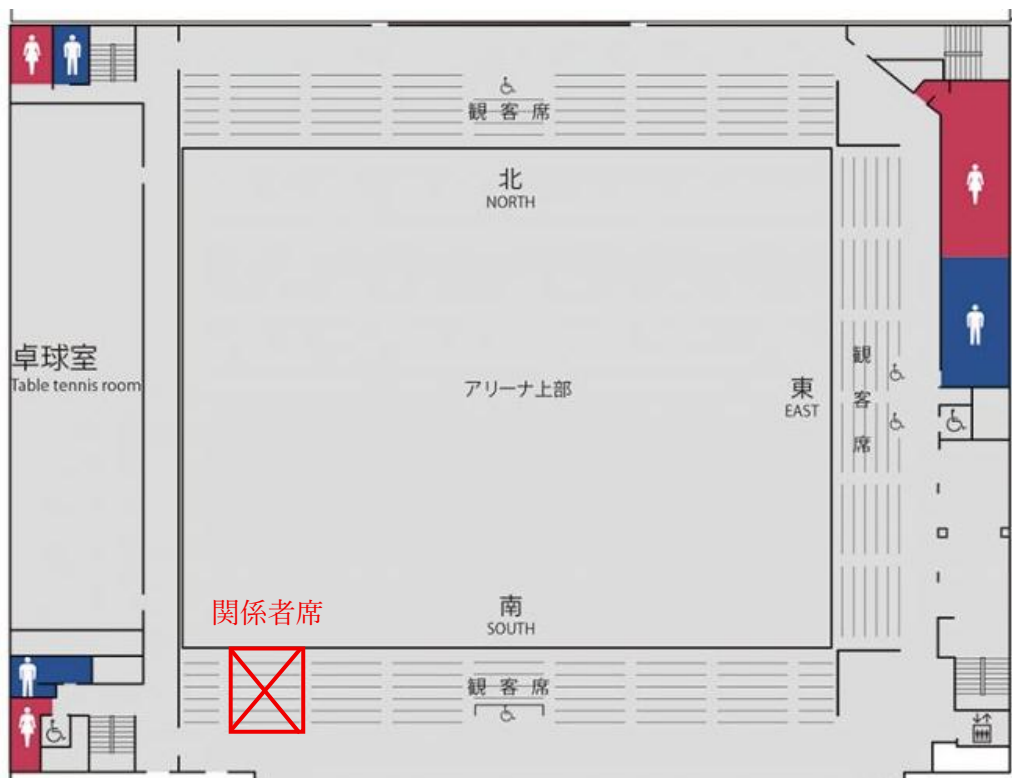 観客席
北
NORTH
卓球室
Table tennis room
アリーナ上部
東
EAST
観客席
関係者席
南
SOUTH
観客席